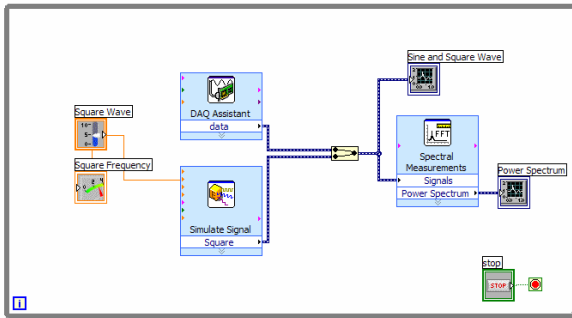 Sine and Square Wave
DAQ Assistant
data
Square Wave
Square Frequency
Simulate Signal
Square
FFT
Spectral
Measurements
Signals
Power Spectrum
Power Spectrum
stop
STOP
i